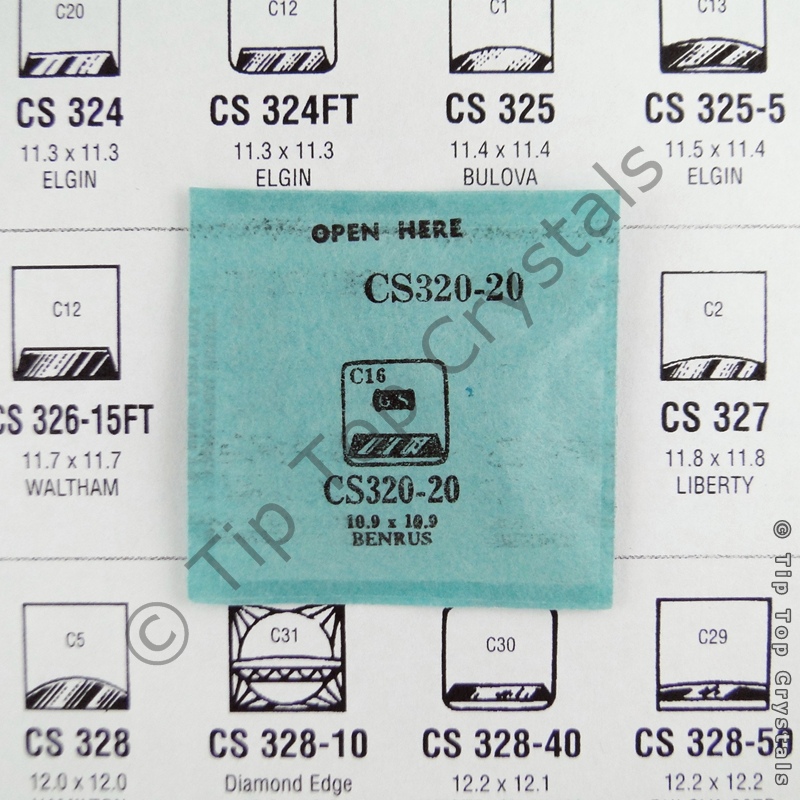 C20
C12
C1
C13
CS 324
CS 324FT
CS 325
CS 325-5
11.3 x 11.3
11.3 x 11.3
11.4 x 11.4
11.5 x 11.4
ELGIN
ELGIN
BULOVA
ELGIN
OPEN HERE
CS320-20
C16
GS
CS320-20
10.9 x 10.9
BENRUS
C12
CS 326-15FT
11.7 x 11.7
WALTHAM
C2
CS 327
11.8 x 11.8
LIBERTY
C5
C31
C30
C29
CS 328
CS 328-10
CS 328-40
CS 328-50
12.0 x 12.0
Diamond Edge
12.2 x 12.1
12.2 x 12.2
© Tip Top Crystals
© Tip Top Crystals